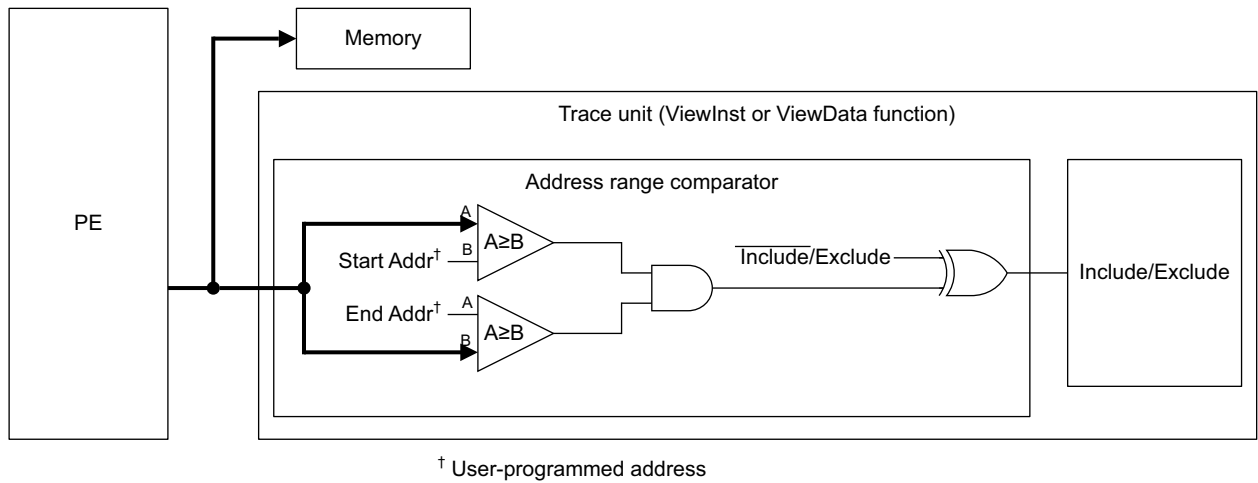 Memory
Trace unit (ViewInst or ViewData function)
Address range comparator
PE
A
A≥B
B
Start Addr†
Include/Exclude
Include/Exclude
End Addr†
A
A≥B
B
† User-programmed address